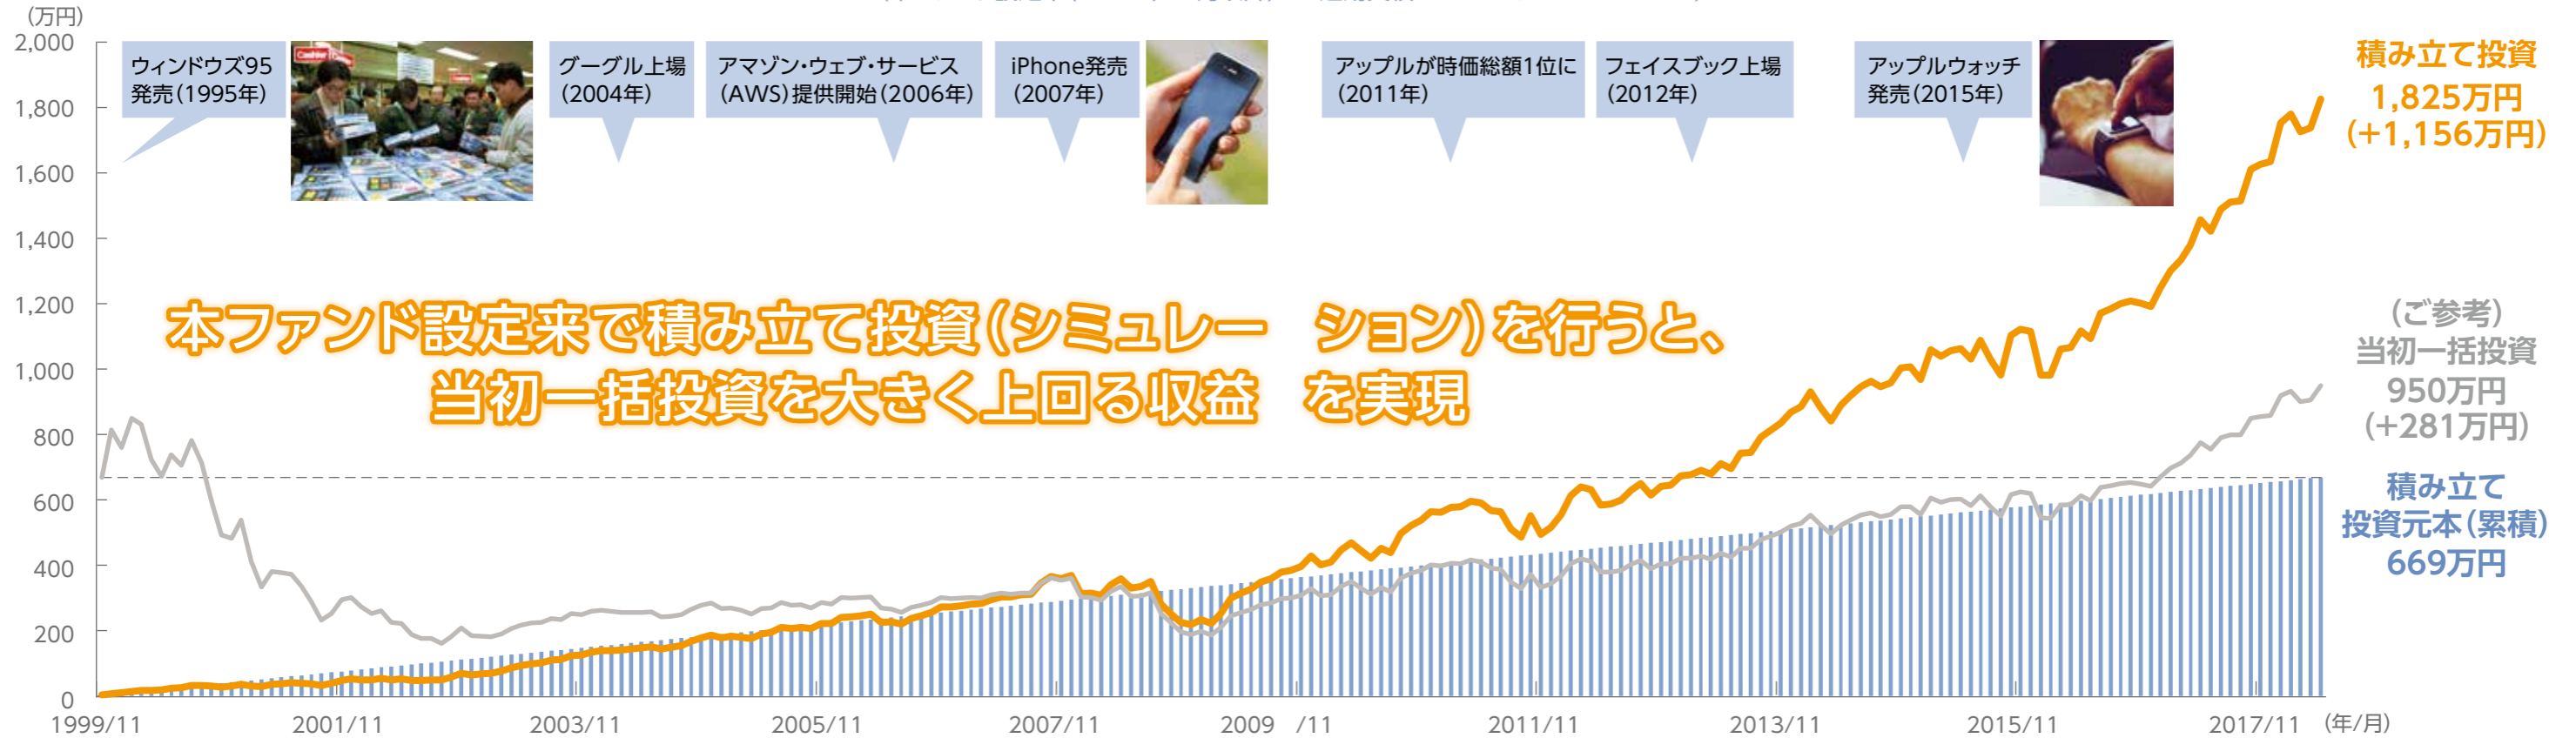 (万円)
2,000
1,800
1,600
1,400
1,200
1,000
800
600
400
200
0
ウィンドウズ95
発売(1995年)
グーグル上場
(2004年)
アマゾン・ウェブ・サービス
(AWS)提供開始(2006年)
iPhone発売
(2007年)
アップルが時価総額1位に
(2011年)
フェイスブック上場
(2012年)
アップルウォッチ
発売(2015年)
本ファンド設定来で積み立て投資(シミュレー ション)を行うと、
当初一括投資を大きく上回る収益 を実現
積み立て投資
1,825万円
(+1,156万円)
(ご参考)
当初一括投資
950万円
(+281万円)
積み立て
投資元本(累積)
669万円
1999/11 2001/11 2003/11 2005/11 2007/11 2009 /11 2011/11 2013/11 2015/11 2017/11 (年/月)